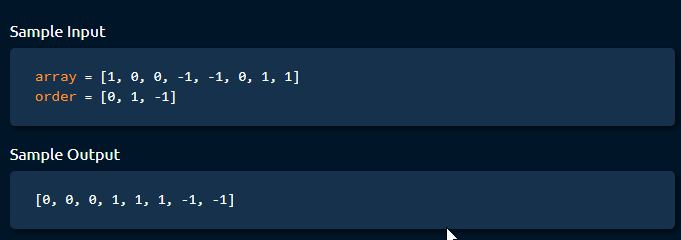 Sample Input
array = [1, 0, 0, -1, -1, 0, 1, 1]
order = [0, 1, -1]
Sample Output
[0, 0, 0, 1, 1, 1, -1, -1]